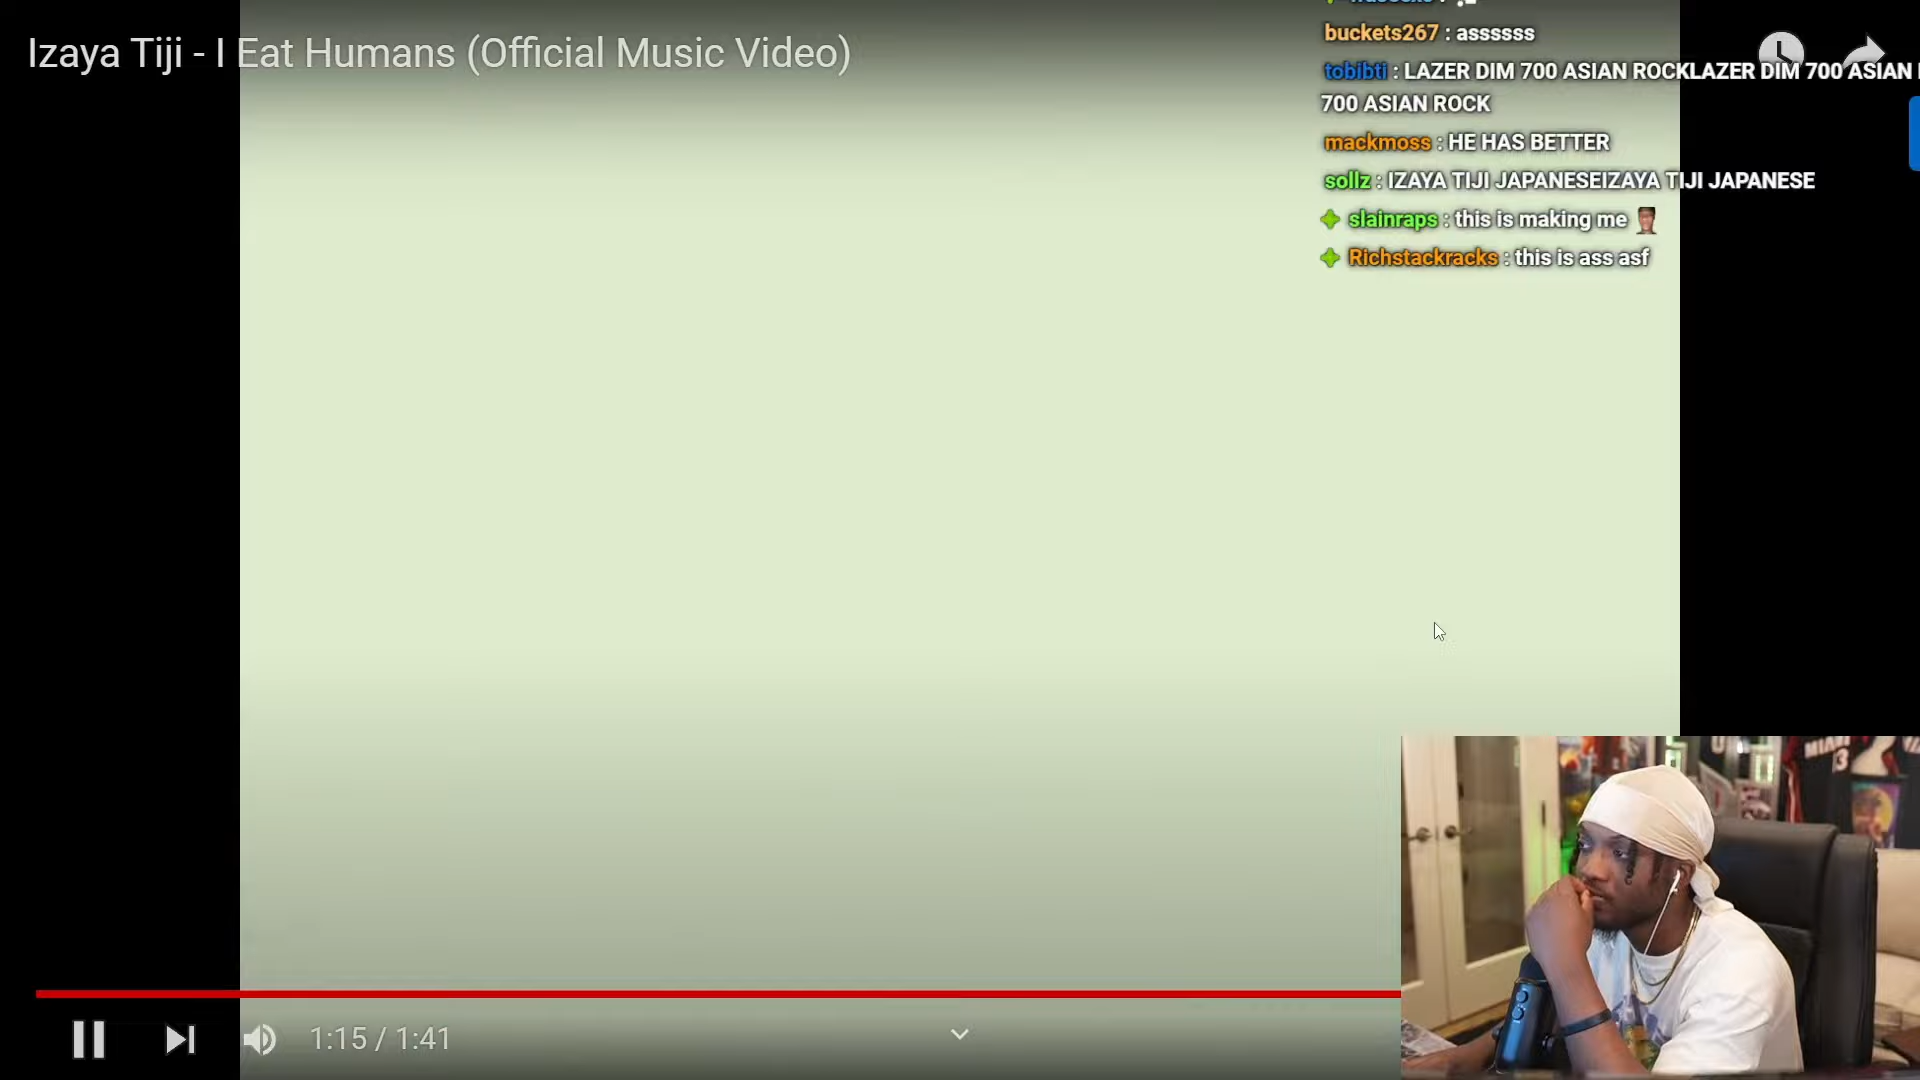 Izaya Tiji - I Eat Humans (Official Music Video)
buckets267 : assssss
tobibti : LAZER DIM 700 ASIAN ROCKLAZER DIM 700 ASIAN
700 ASIAN ROCK
mackmoss : HE HAS BETTER
sollz : IZAYA TIJI JAPANESEIZAYA TIJI JAPANESE
slainraps : this is making me
Richstackracks : this is ass asf
MIAMI
3
1:15 / 1:41